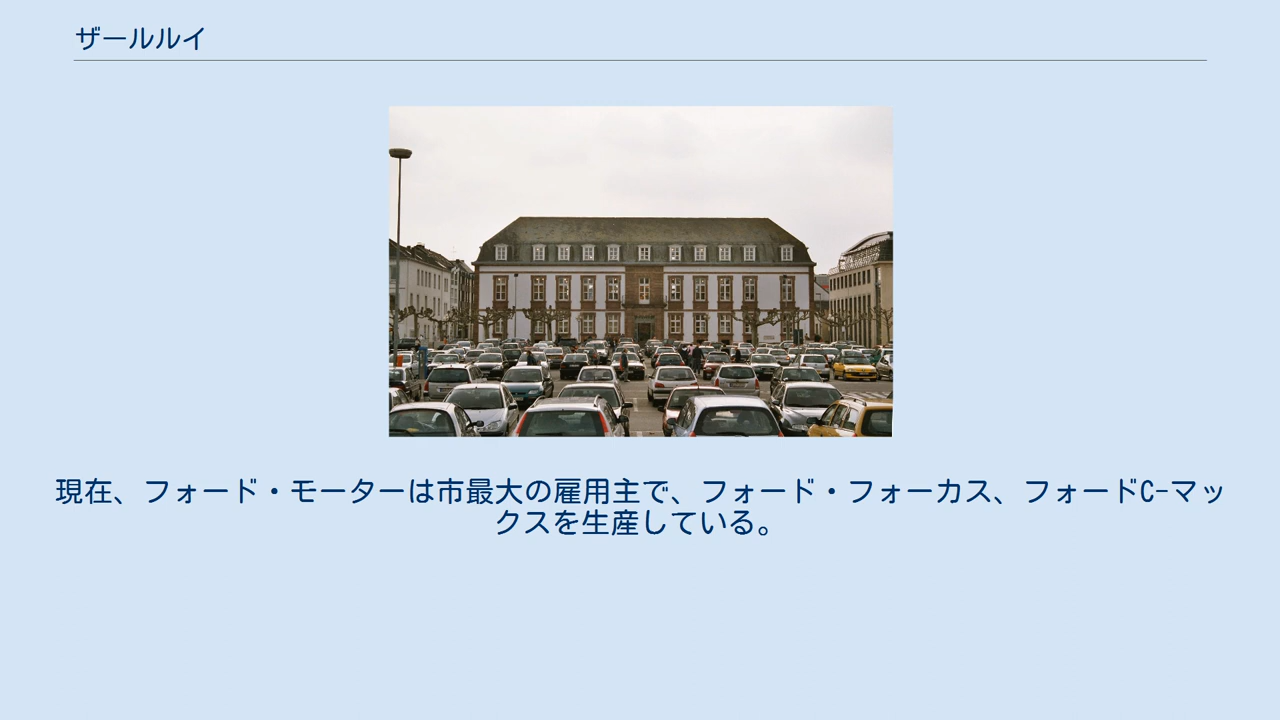 ザールルイ
現在、フォード・モーターは市最大の雇用主で、フォード・フォーカス、フォードC-マッ
クスを生産している。